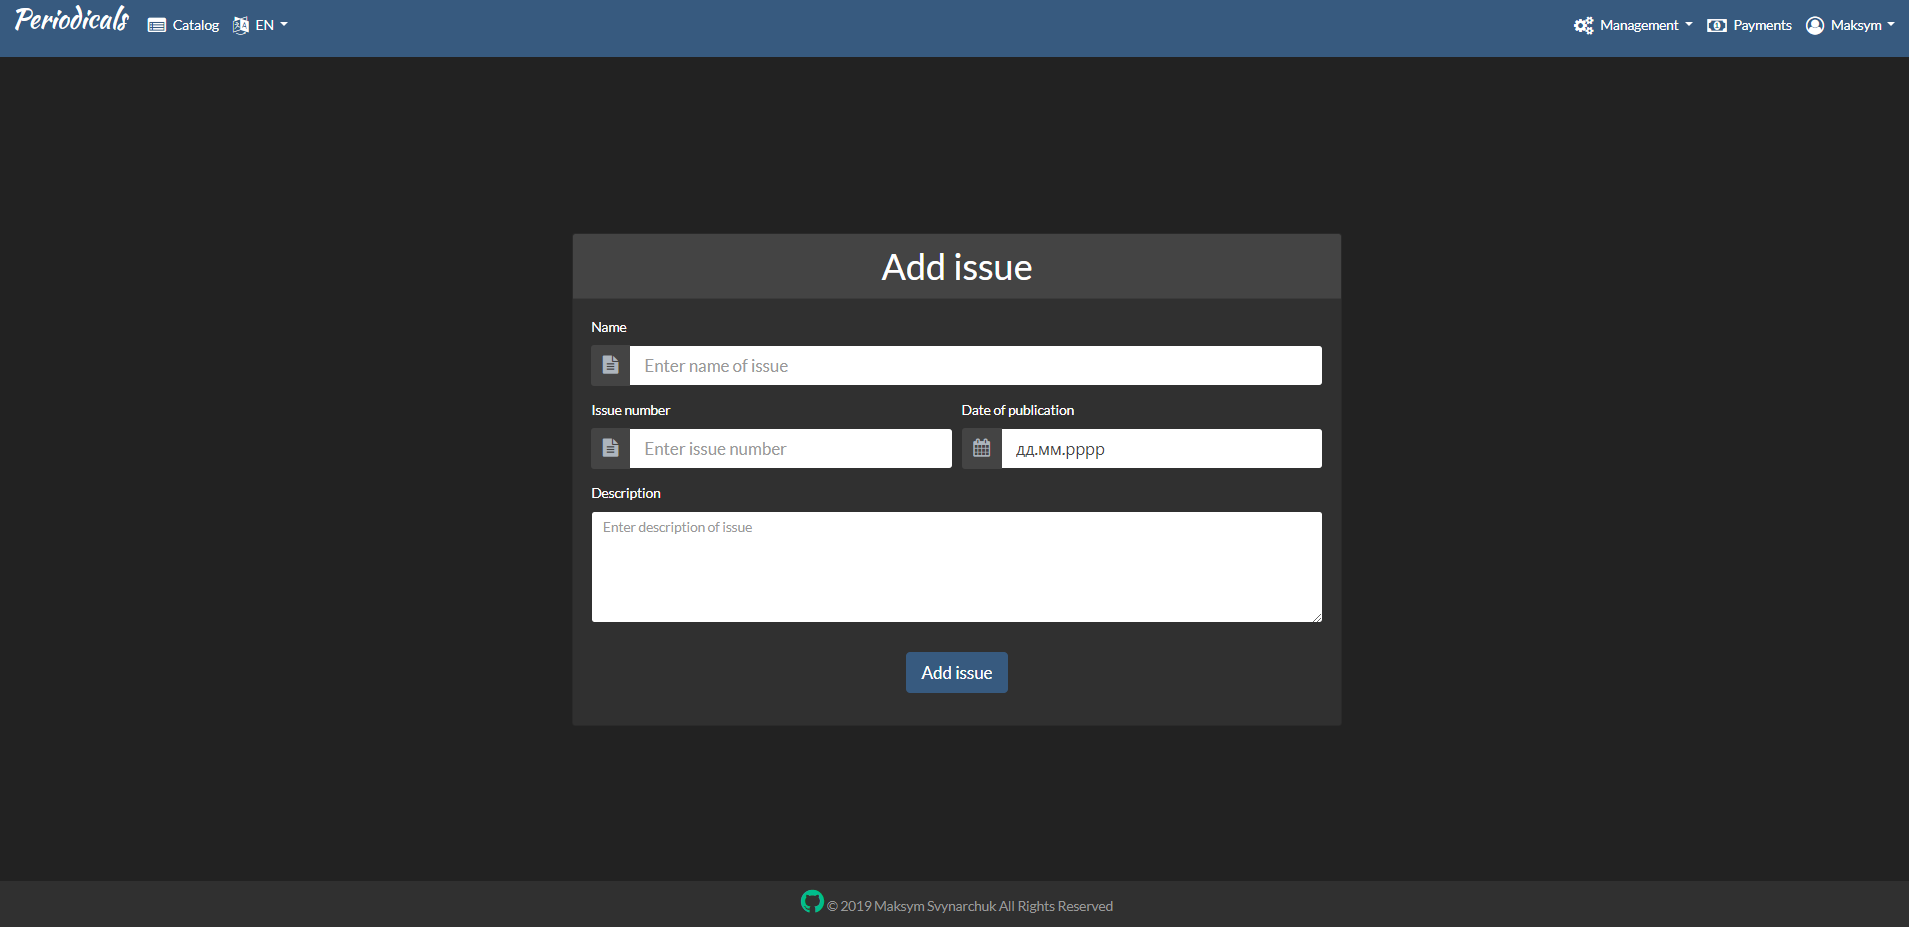 Periodicals Catalog EN Management Payments Maksym
Add issue
Name
Enter name of issue
Issue number Date of publication
Enter issue number дд.мм.рррр
Description
Enter description of issue
Add issue
© 2019 Maksym Svynarchuk All Rights Reserved